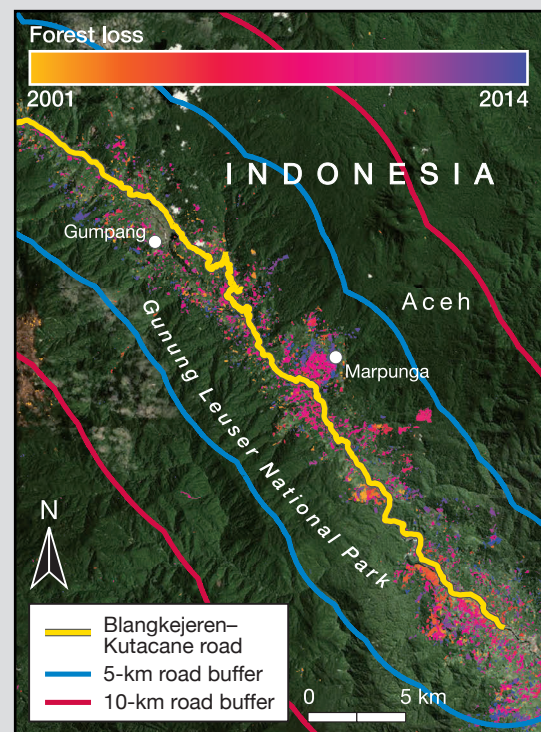 Forest loss
2001
2014
INDONESIA
Gumpang
Aceh
Marpunga
Gunung Leuser National Park
N
Blangkejeren–
Kutacane road
5-km road buffer
10-km road buffer
0
5 km